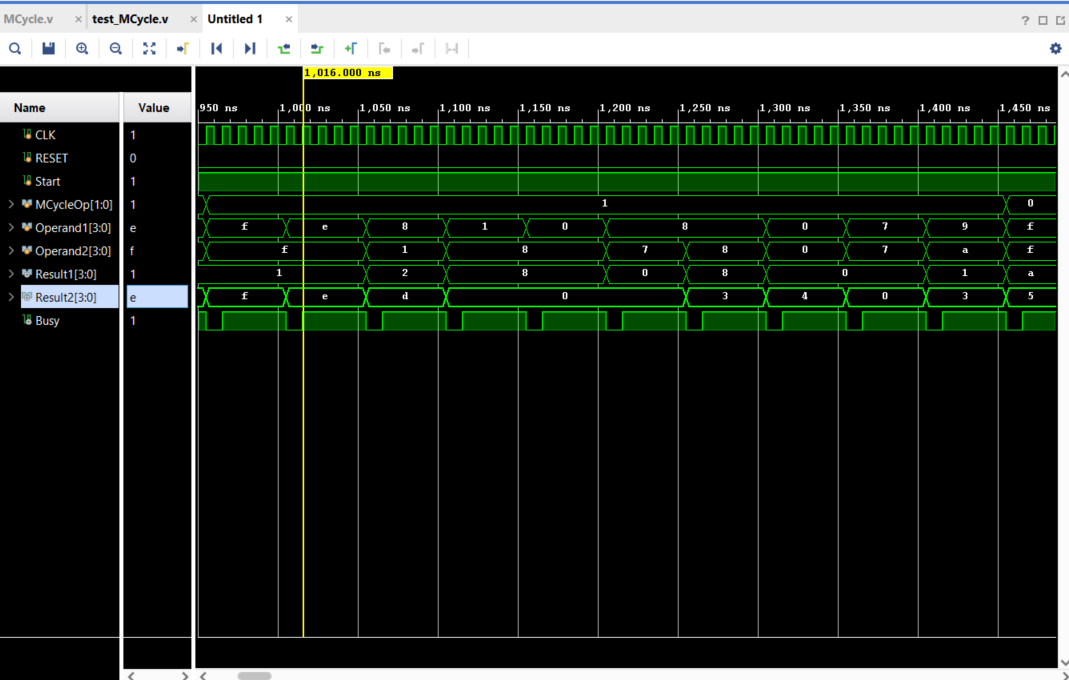 MCycle.v × test_MCycle.v × Untitled 1 ×
?
1,016.000 ns
Name Value 950 ns 1,000 ns 1,050 ns 1,100 ns 1,150 ns 1,200 ns 1,250 ns 1,300 ns 1,350 ns 1,400 ns 1,450 ns
CLK 1
RESET 0
Start 1
MCycleOp[1:0] 1 1 0
Operand1[3:0] e f e 8 1 0 8 0 7 9 f
Operand2[3:0] f f 1 8 7 8 0 7 a f
Result1[3:0] 1 1 2 8 0 8 0 1 a
Result2[3:0] e f e d 0 3 4 0 3 5
Busy 1